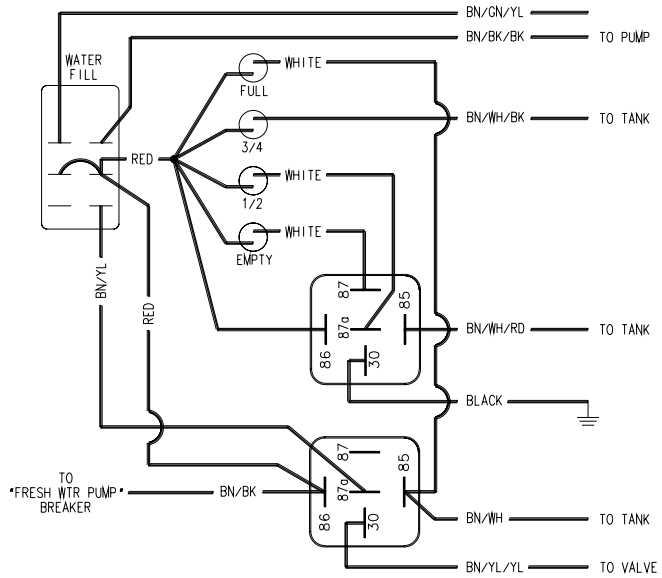 BN/GN/YL
BN/BK/BK TO PUMP
WATER
FILL
WHITE
FULL
BN/WH/BK TO TANK
3/4
RED
WHITE
1/2
WHITE
EMPTY
BN/YL
RED
87
85
87a
86
30
BN/WH/RD TO TANK
BLACK
87
85
87a
86
30
TO
"FRESH WTR PUMP"
BREAKER
BN/BK
BN/WH TO TANK
BN/YL/YL TO VALVE